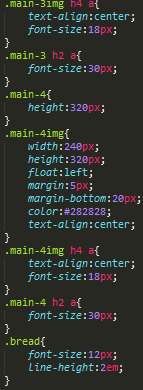 .main-3img h4 a{
text-align:center;
font-size:18px;
}
.main-3 h2 a{
font-size:30px;
}
.main-4{
height:320px;
}
.main-4img{
width:240px;
height:320px;
float:left;
margin:5px;
margin-bottom:20px;
color:#282828;
text-align:center;
}
.main-4img h4 a{
text-align:center;
font-size:18px;
}
.main-4 h2 a{
font-size:30px;
}
.bread{
font-size:12px;
line-height:2em;
}